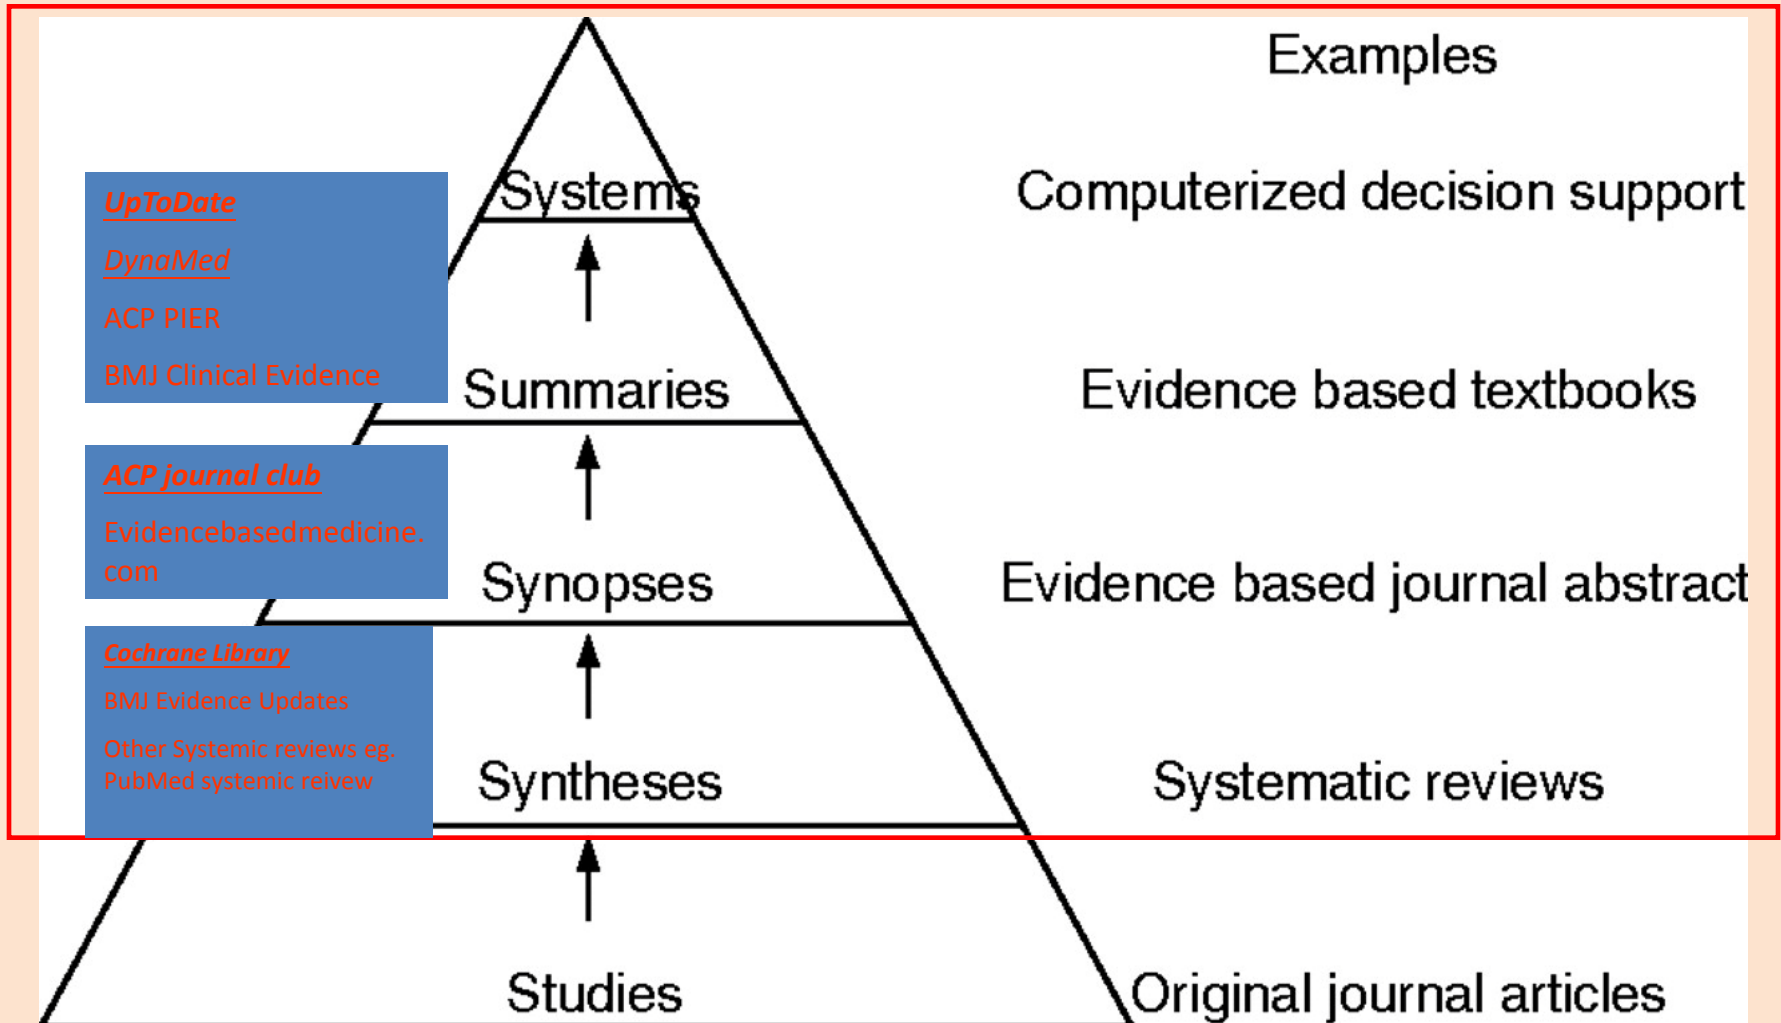 Examples
Systems
Computerized decision support
UpToDate
DynaMed
ACP PIER
BMJ Clinical Evidence
Summaries
Evidence based textbooks
ACP journal club
Evidencebasedmedicine.
com
Synopses
Evidence based journal abstract
Cochrane Library
BMJ Evidence Updates
Other Systemic reviews eg.
PubMed systemic reivew
Syntheses
Systematic reviews
Studies
Original journal articles